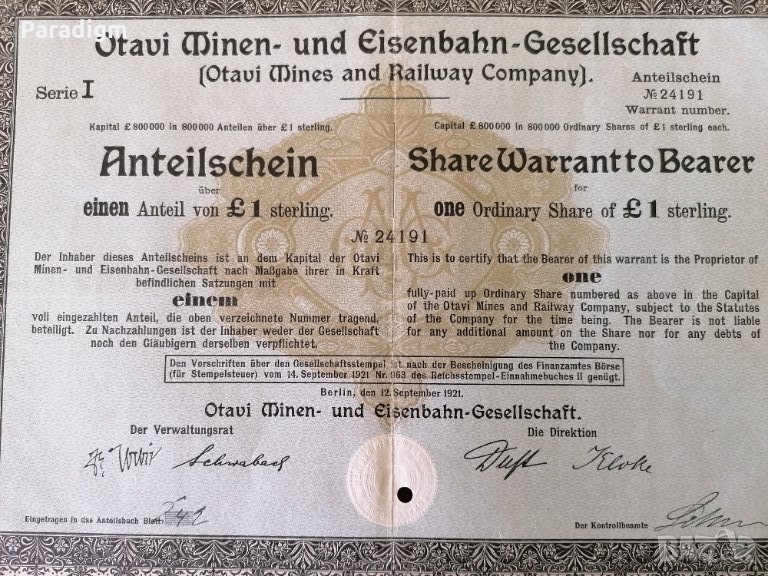 Paradigm
Otavi Minen- und Eisenbahn-Gesellschaft
(Otavi Mines and Railway Company).
Serie I
Anteilschein
№ 24191
Warrant number.
Kapital £ 800000 in 800000 Anteilen über £1 sterling.
Capital £ 800000 in 800000 Ordinary Shares of £1 sterling each.
Anteilschein
über
einen Anteil von £ 1 sterling.
Share Warrant to Bearer
for
one Ordinary Share of £ 1 sterling.
№ 24191
Der Inhaber dieses Anteilscheins ist an dem Kapital der Otavi
Minen- und Eisenbahn-Gesellschaft nach Maßgabe ihrer in Kraft
befindlichen Satzungen mit
einem
voll eingezahlten Anteil, die oben verzeichnete Nummer tragend,
beteiligt. Zu Nachzahlungen ist der Inhaber weder der Gesellschaft
noch den Gläubigern derselben verpflichtet.
This is to certify that the Bearer of this warrant is the Proprietor of
one
fully-paid up Ordinary Share numbered as above in the Capital
of the Otavi Mines and Railway Company, subject to the Statutes
of the Company for the time being. The Bearer is not liable
for any additional amount on the Share nor for any debts of
the Company.
Den Vorschriften über den Gesellschaftsstempel ist nach der Bescheinigung des Finanzamtes Börse
(für Stempelsteuer) vom 14. September 1921 Nr. 963 des Reichsstempel-Einnahmebuches II genügt.
Berlin, den 12. September 1921.
Otavi Minen- und Eisenbahn-Gesellschaft.
Der Verwaltungsrat
Die Direktion
Schwabach
Kloke
Eingetragen in das Anteilsbuch Blatt
Der Kontrollbeamte